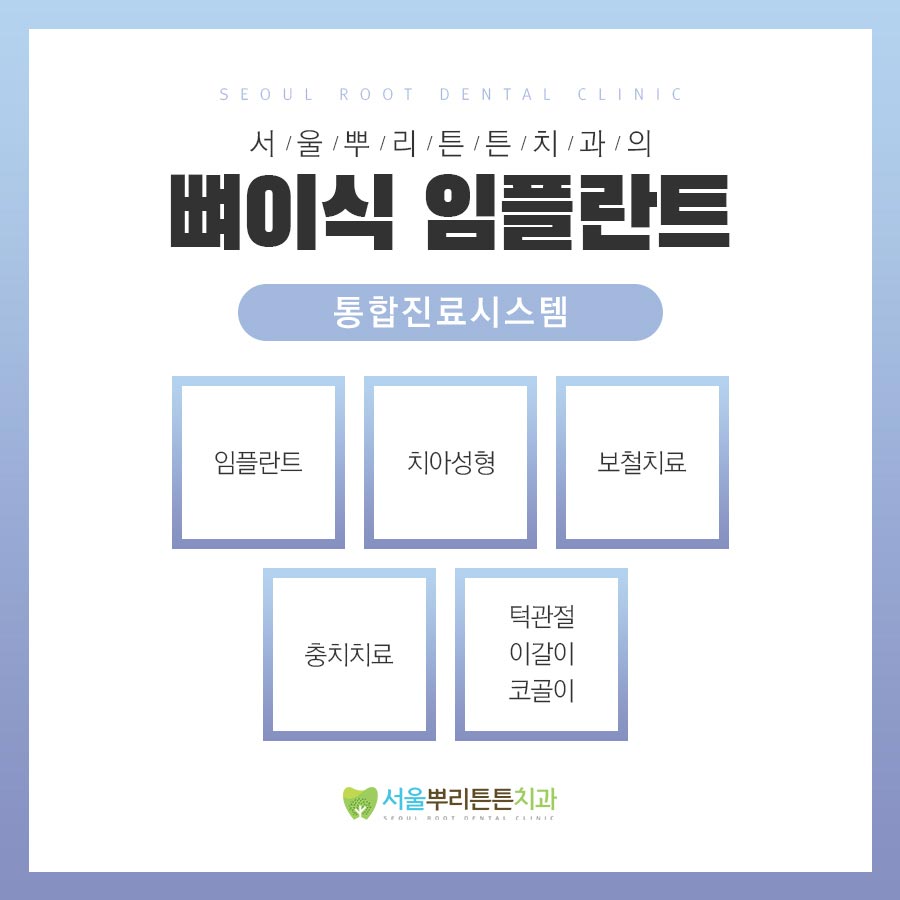 SEOUL ROOT DENTAL CLINIC
서/울/뿌/리/튼/튼/치/과/의
뼈이식 임플란트
통합진료시스템
임플란트
치아성형
보철치료
충치치료
턱관절
이갈이
코골이
서울뿌리튼튼치과
SEOUL ROOT DENTAL CLINIC